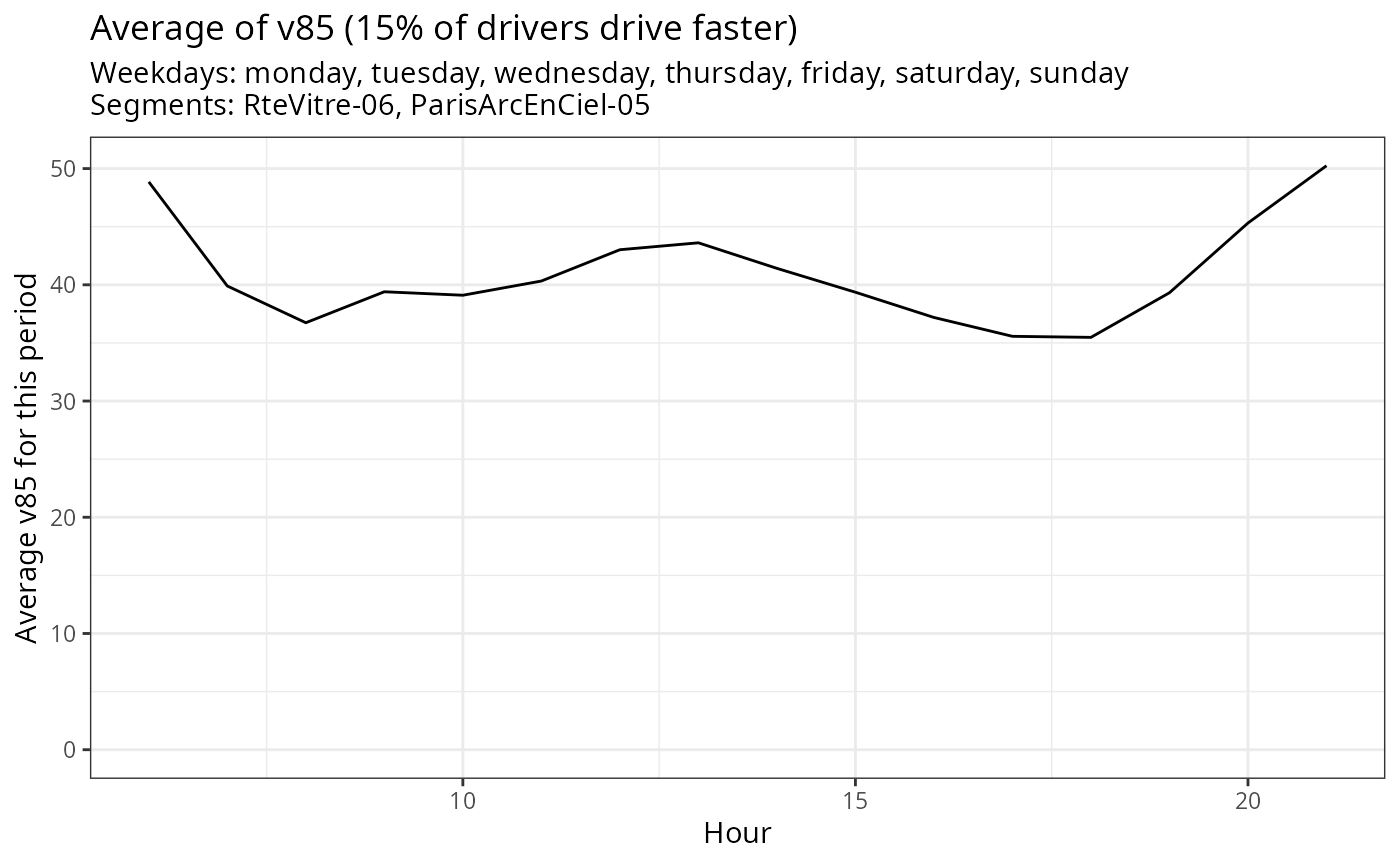 Average of v85 (15% of drivers drive faster)
Weekdays: monday, tuesday, wednesday, thursday, friday, saturday, sunday
Segments: RteVitre-06, ParisArcEnCiel-05
Average v85 for this period
50
40
30
20
10
0
10
15
20
Hour